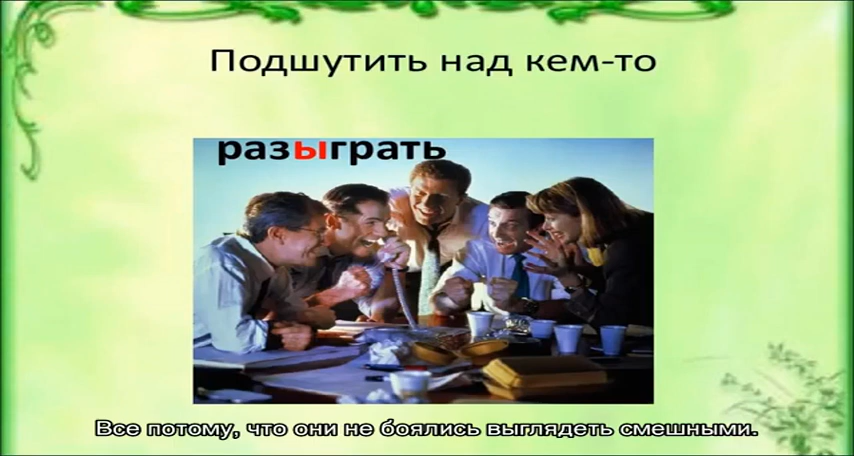 Подшутить над кем-то
разыграть
Все потому, что они не боялись выглядеть смешными.